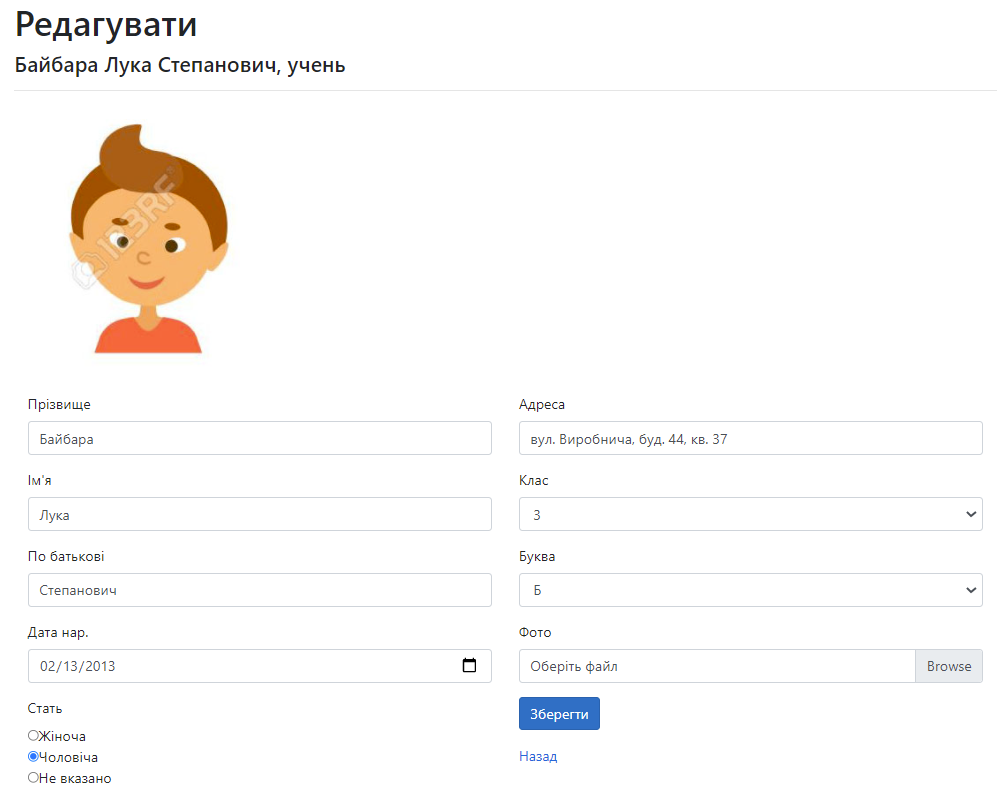 Редагувати
Байбара Лука Степанович, учень
123RF
Прізвище
Байбара
Ім'я
Лука
По батькові
Степанович
Дата нар.
02/13/2013
Стать
Жіноча
Чоловіча
Не вказано
Адреса
вул. Виробнича, буд. 44, кв. 37
Клас
3
Буква
Б
Фото
Оберіть файл
Browse
Зберегти
Назад